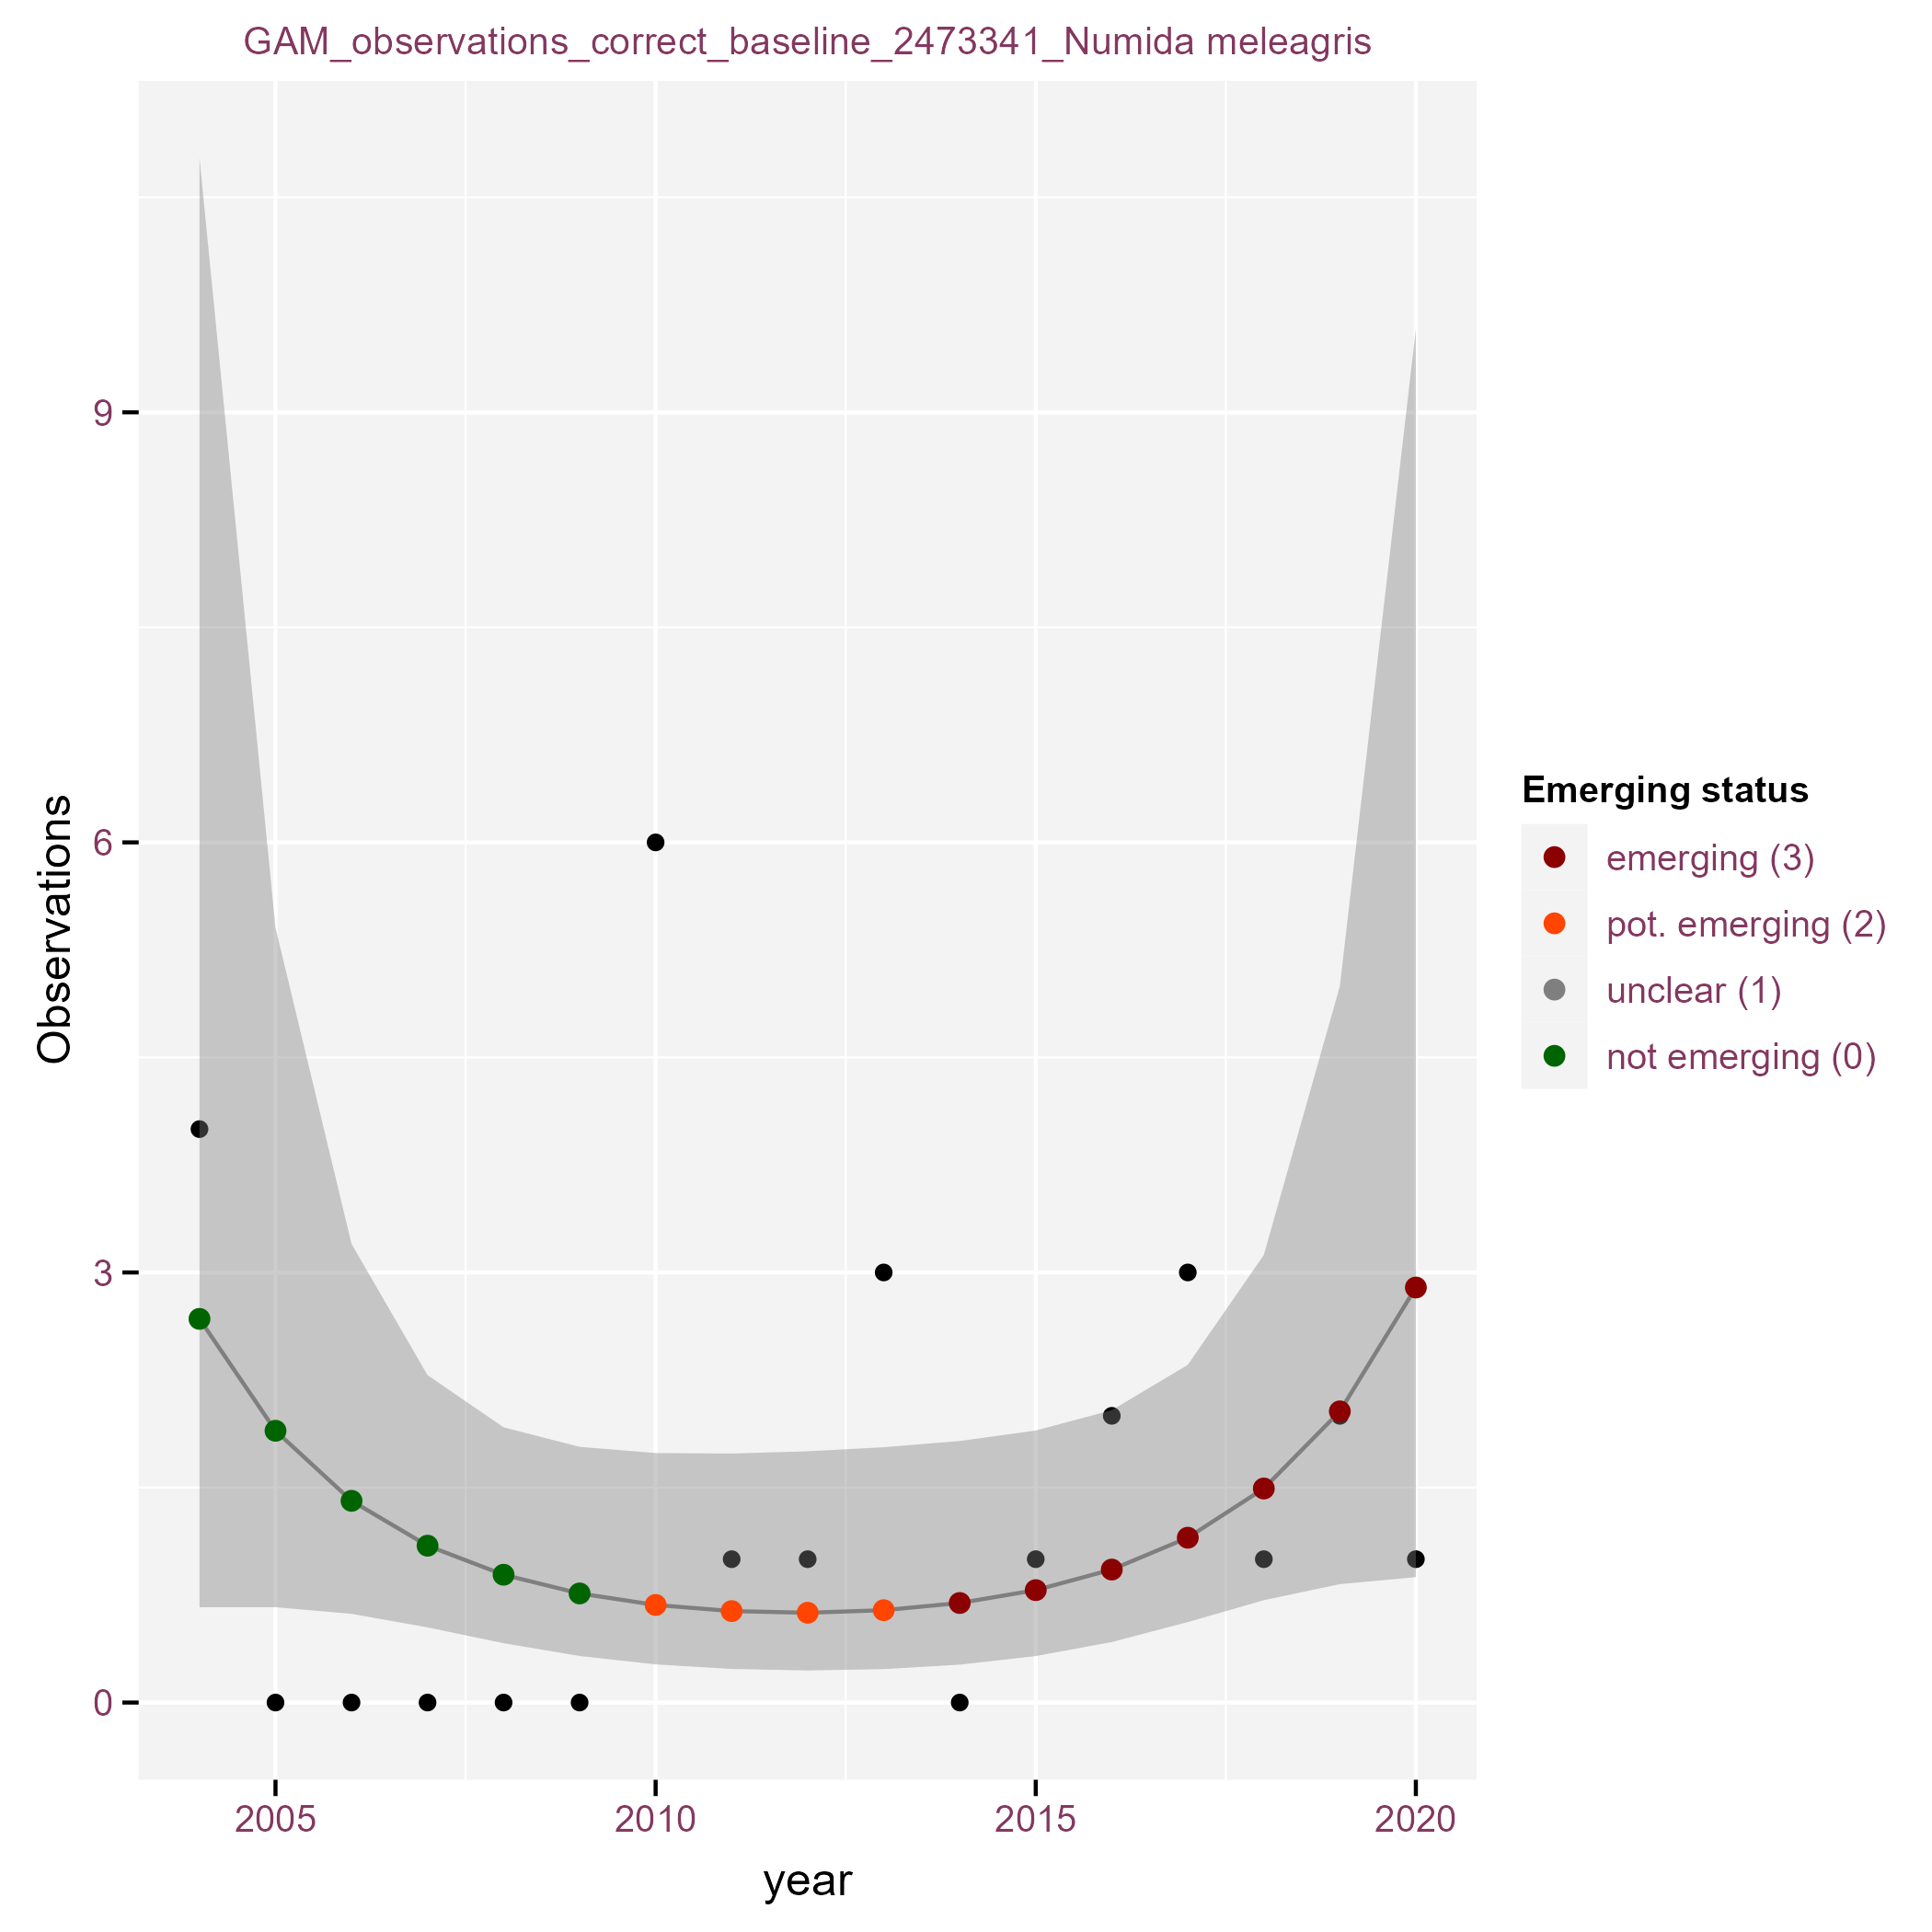 GAM_observations_correct_baseline_2473341_Numida meleagris
9
6
3
0
Observations
2005 2010 2015 2020
year
Emerging status
emerging (3)
pot. emerging (2)
unclear (1)
not emerging (0)